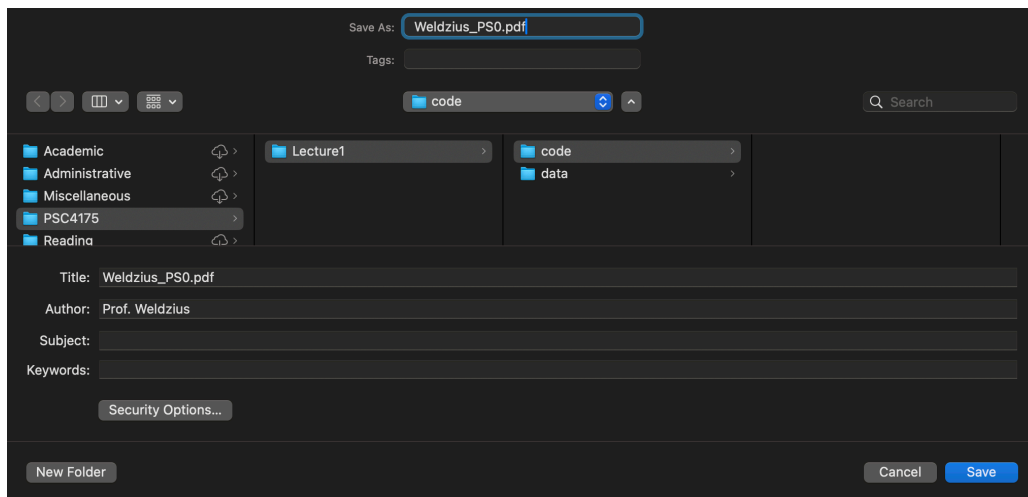 Save As: Weldzius_PS0.pdf
Tags:
code
Search
Academic
Lecture1
code
Administrative
data
Miscellaneous
PSC4175
Reading
Title: Weldzius_PS0.pdf
Author: Prof. Weldzius
Subject:
Keywords:
Security Options...
New Folder
Cancel
Save